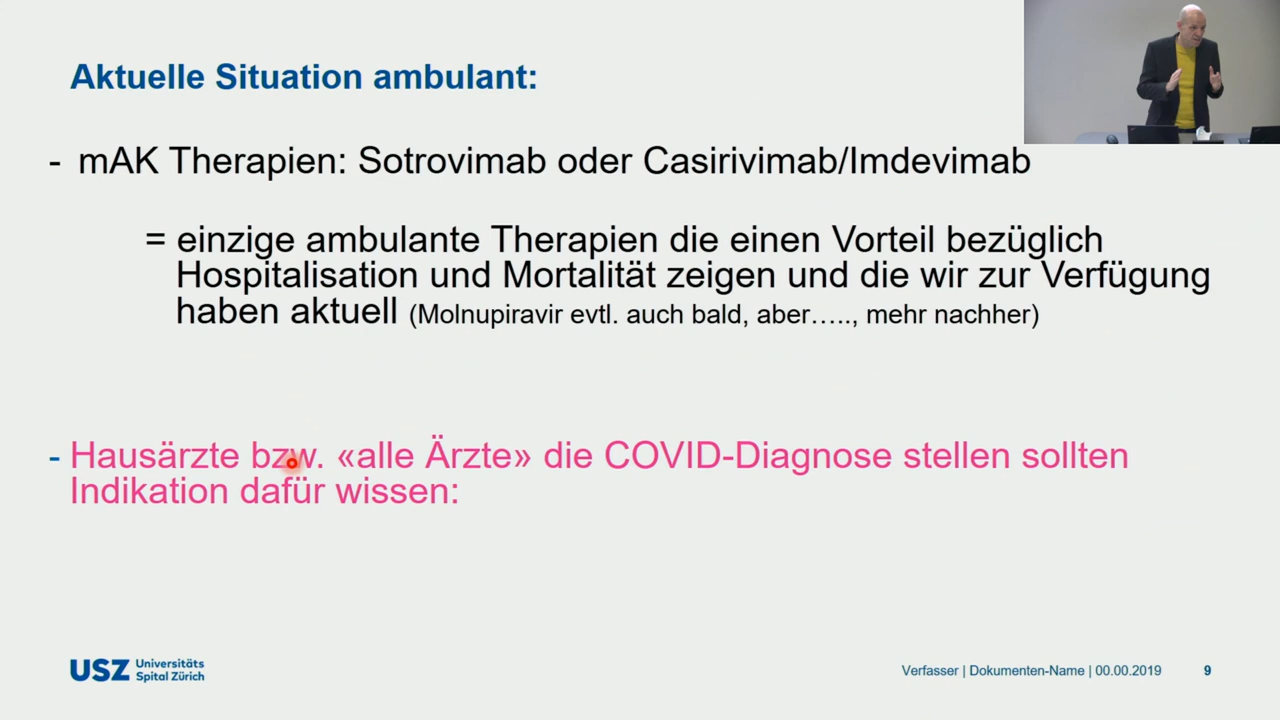 Aktuelle Situation ambulant:
- mAK Therapien: Sotrovimab oder Casirivimab/Imdevimab
= einzige ambulante Therapien die einen Vorteil bezüglich
Hospitalisation und Mortalität zeigen und die wir zur Verfügung
haben aktuell (Molnupiravir evtl. auch bald, aber….., mehr nachher)
- Hausärzte bzw. «alle Ärzte» die COVID-Diagnose stellen sollten
Indikation dafür wissen:
USZ Universitäts
Spital Zürich
Verfasser | Dokumenten-Name | 00.00.2019 9